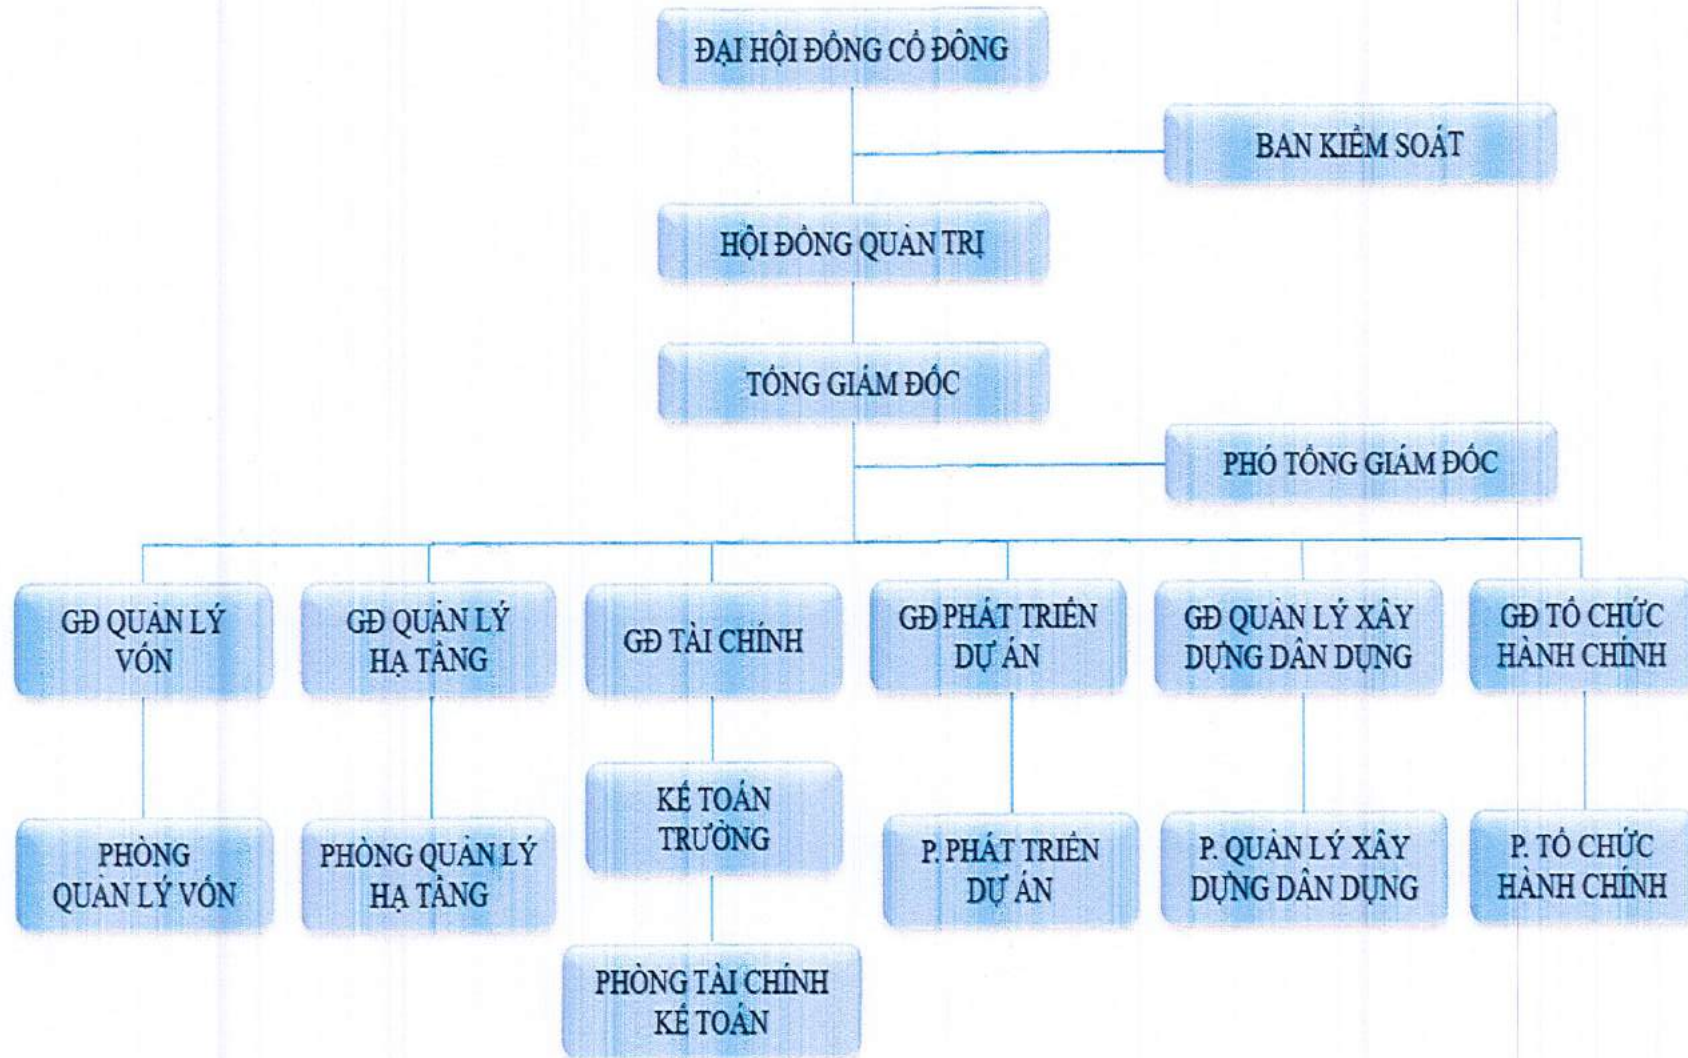 ĐẠI HỘI ĐỒNG CỔ ĐÔNG
BAN KIỂM SOÁT
HỘI ĐỒNG QUẢN TRỊ
TỔNG GIÁM ĐỐC
PHÓ TỔNG GIÁM ĐỐC
GĐ QUẢN LÝ
VỐN
GĐ QUẢN LÝ
HẠ TẦNG
GĐ TÀI CHÍNH
GĐ PHÁT TRIỂN
DỰ ÁN
GĐ QUẢN LÝ XÂY
DỰNG DÂN DỤNG
GĐ TỔ CHỨC
HÀNH CHÍNH
KẾ TOÁN
TRƯỞNG
PHÒNG
QUẢN LÝ VỐN
PHÒNG QUẢN LÝ
HẠ TẦNG
P. PHÁT TRIỂN
DỰ ÁN
P. QUẢN LÝ XÂY
DỰNG DÂN DỤNG
P. TỔ CHỨC
HÀNH CHÍNH
PHÒNG TÀI CHÍNH
KẾ TOÁN